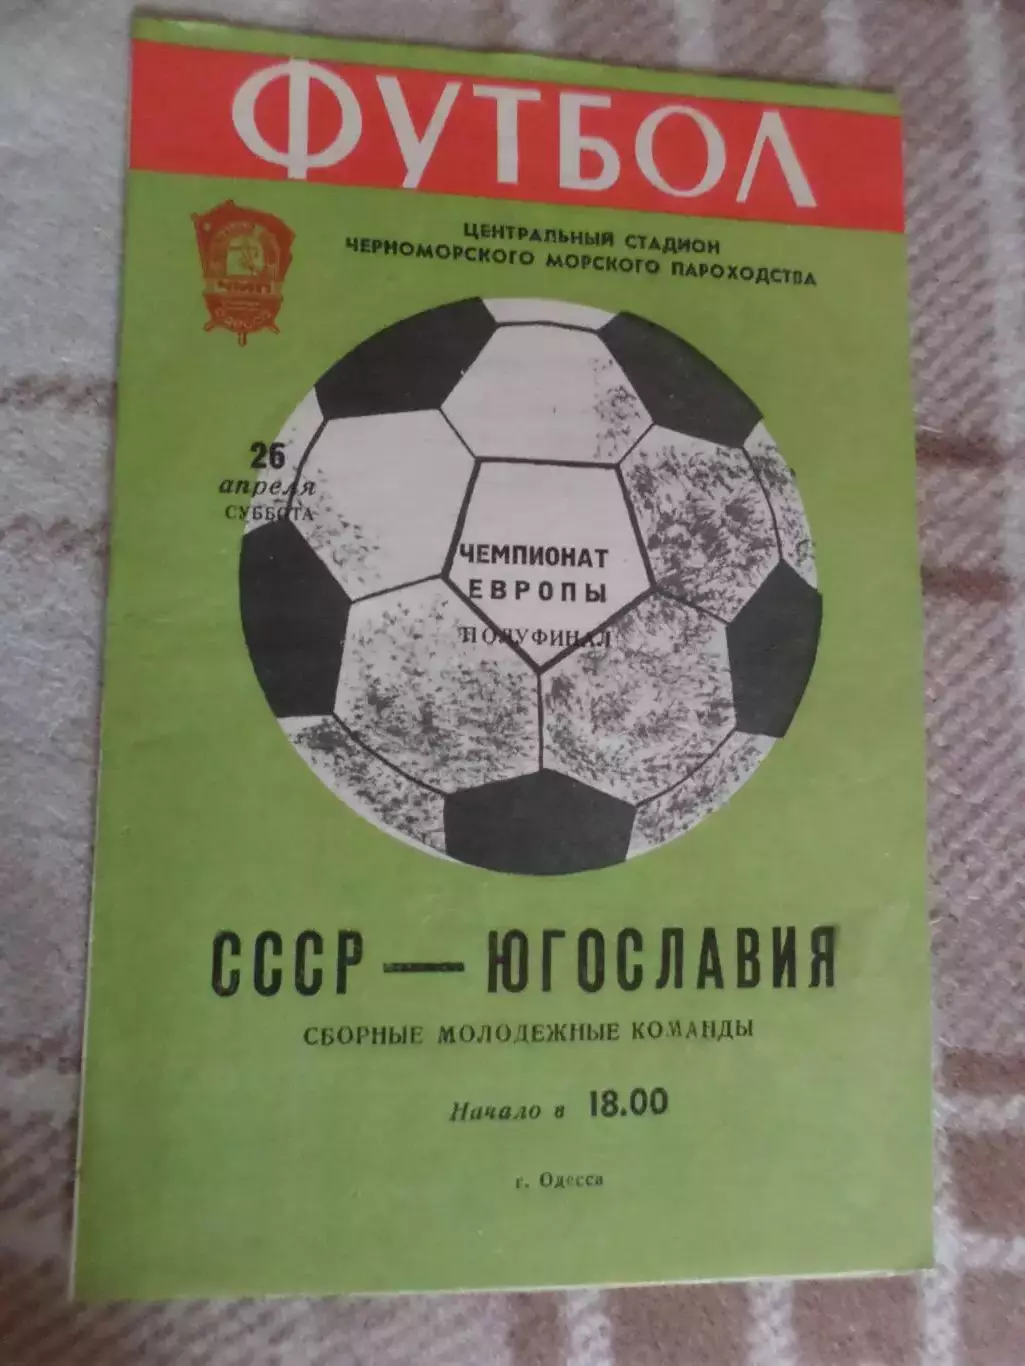 ФУТБОЛ
ЦЕНТРАЛЬНЫЙ СТАДИОН
ЧЕРНОМОРСКОГО МОРСКОГО ПАРОХОДСТВА
ЧМП
26
апреля
СУББОТА
ЧЕМПИОНАТ
ЕВРОПЫ
ПОЛУФИНАЛ
СССР — ЮГОСЛАВИЯ
СБОРНЫЕ МОЛОДЕЖНЫЕ КОМАНДЫ
Начало в 18.00
г. Одесса